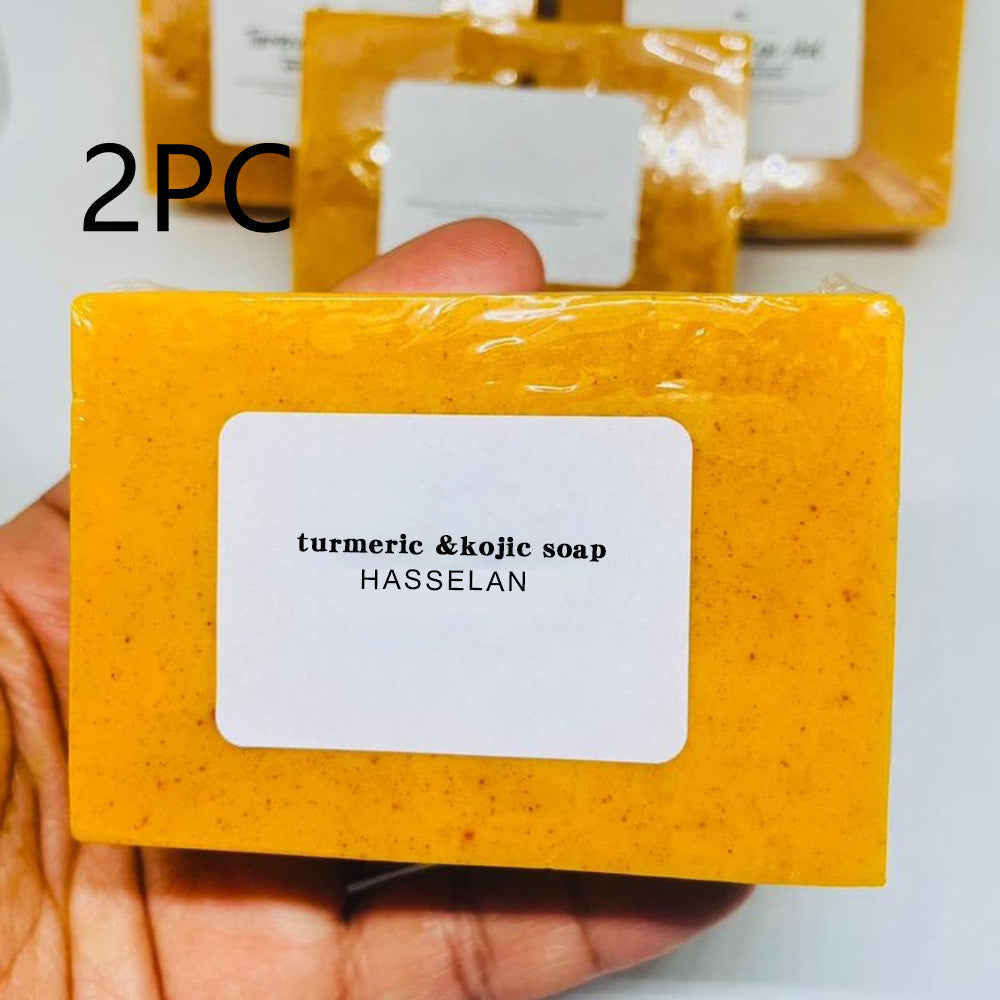 2PC
turmeric &kojic soap
HASSELAN